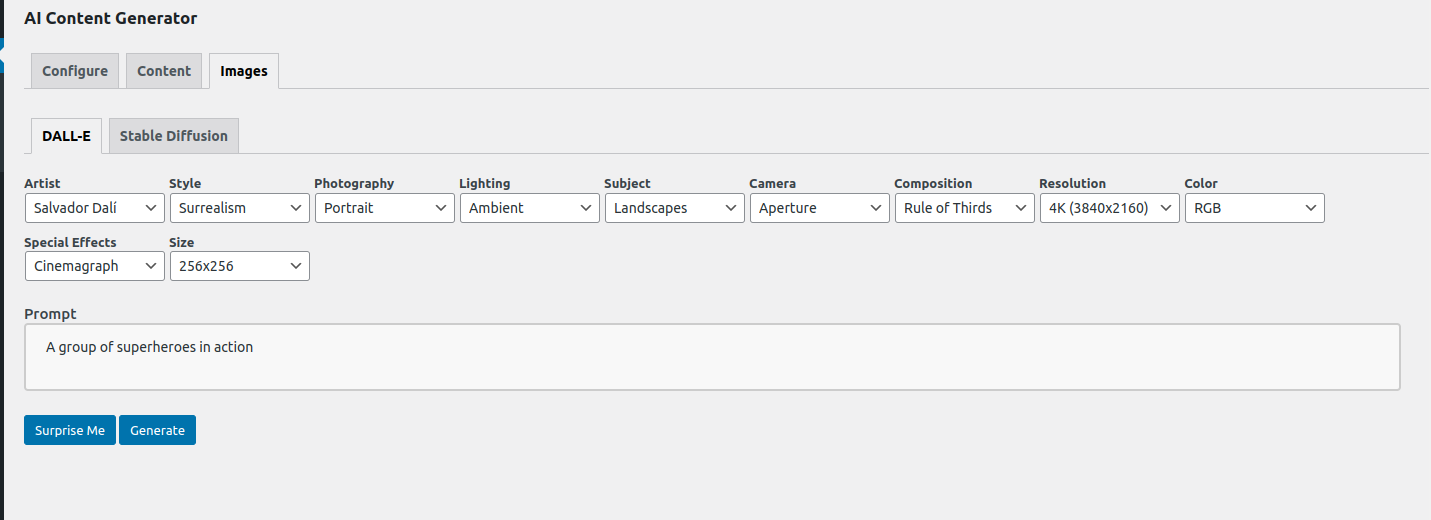 AI Content Generator
Configure Content Images
DALL-E Stable Diffusion
Artist Style Photography Lighting Subject Camera Composition Resolution Color
Salvador Dalí Surrealism Portrait Ambient Landscapes Aperture Rule of Thirds 4K (3840x2160) RGB
Special Effects Size
Cinemagraph 256x256
Prompt
A group of superheroes in action
Surprise Me Generate